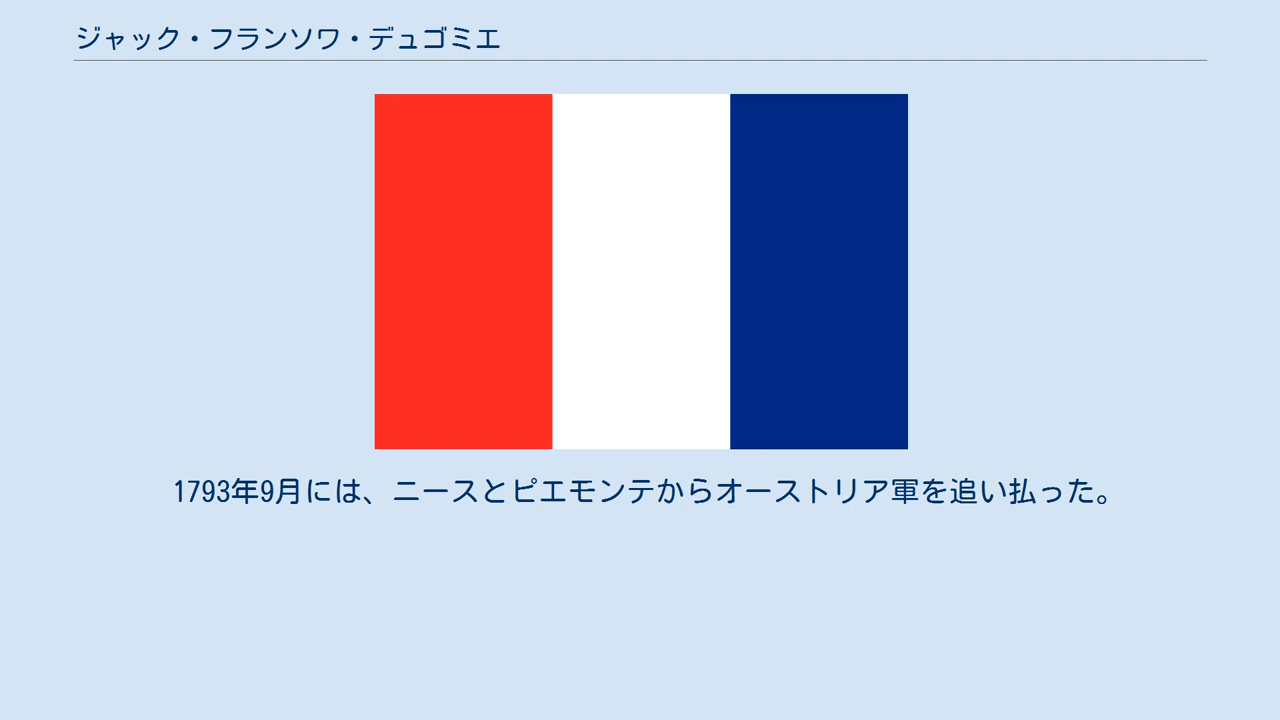 ジャック・フランソワ・デュゴミエ
1793年9月には、ニースとピエモンテからオーストリア軍を追い払った。